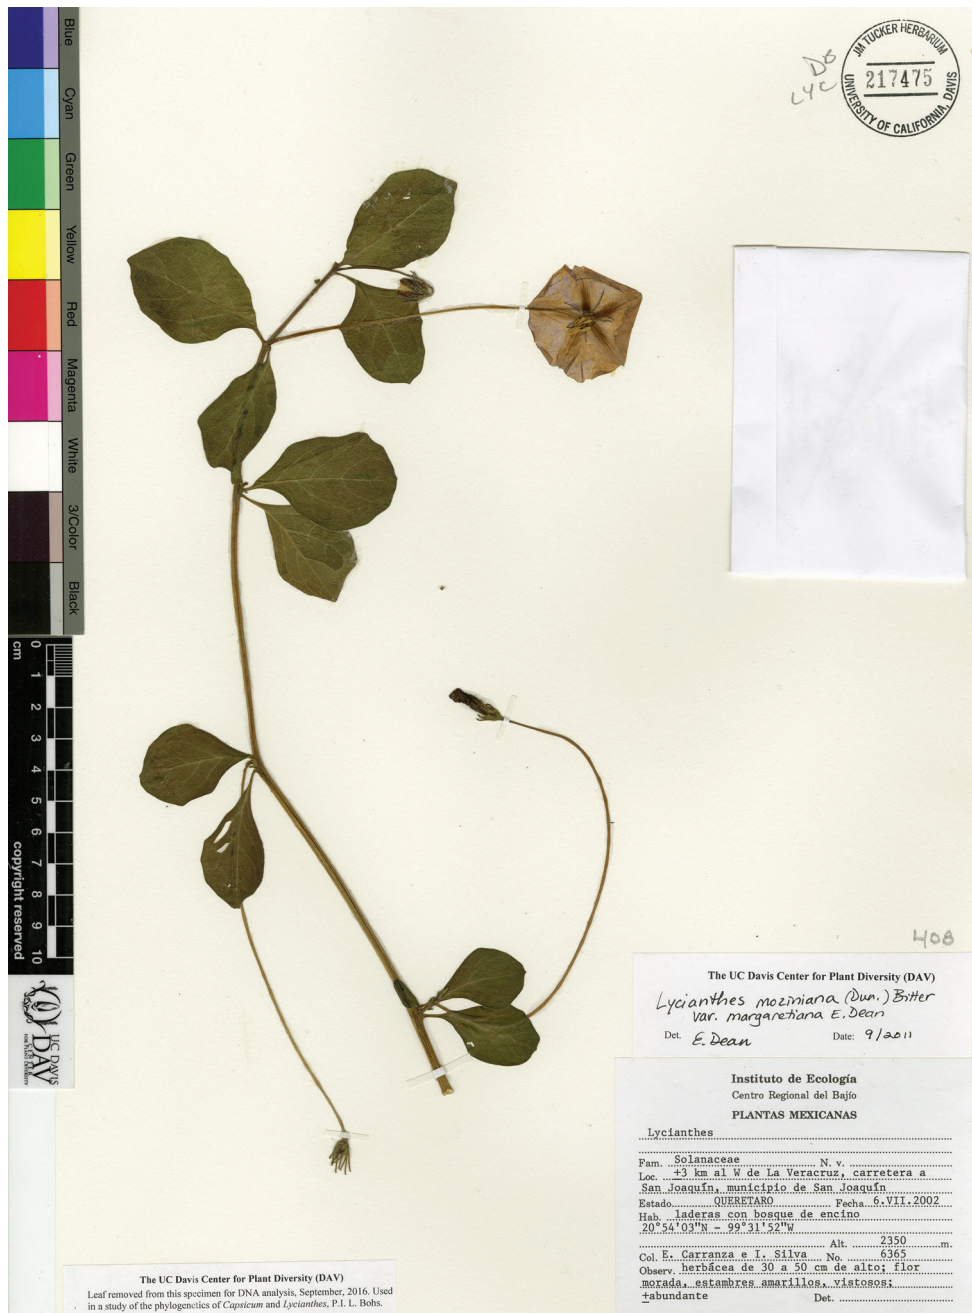 Blue
Cyan
Green
Yellow
Red
Magenta
White
3/Color
Black
cm
0
1
2
3
4
5
6
7
8
9
10
copyright reserved
UC DAVIS
CENTER
FOR PLANT DIVERSITY
DAV
DB
LYC
JM TUCKER HERBARIUM
217475
UNIVERSITY OF CALIFORNIA, DAVIS
408
The UC Davis Center for Plant Diversity (DAV)
Lycianthes moziniana (Dun.) Bitter
var. margaretiana E. Dean
Det. E. Dean Date: 9/2011
Instituto de Ecología
Centro Regional del Bajío
PLANTAS MEXICANAS
Lycianthes
Fam. Solanaceae N. v.
Loc. ±3 km al W de La Veracruz, carretera a
San Joaquín, municipio de San Joaquín
Estado QUERETARO Fecha 6.VII.2002
Hab. laderas con bosque de encino
20°54'03"N - 99°31'52"W
Alt. 2350 m.
Col. E. Carranza e I. Silva No. 6365
Observ. herbácea de 30 a 50 cm de alto; flor
morada, estambres amarillos, vistosos;
±abundante Det.
The UC Davis Center for Plant Diversity (DAV)
Leaf removed from this specimen for DNA analysis, September, 2016. Used
in a study of the phylogenetics of Capsicum and Lycianthes, P.I. L. Bohs.